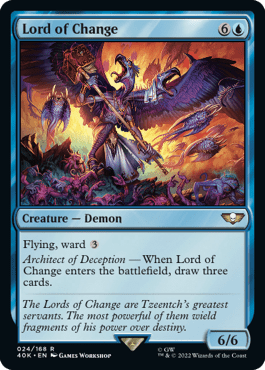 Lord of Change 6
Creature — Demon
Flying, ward 3
Architect of Deception — When Lord of
Change enters the battlefield, draw three
cards.
The Lords of Change are Tzeentch's greatest
servants. The most powerful of them wield
fragments of his power over destiny.
6/6
024/168 R
40K • EN Games Workshop
© GW
™ & © 2022 Wizards of the Coast